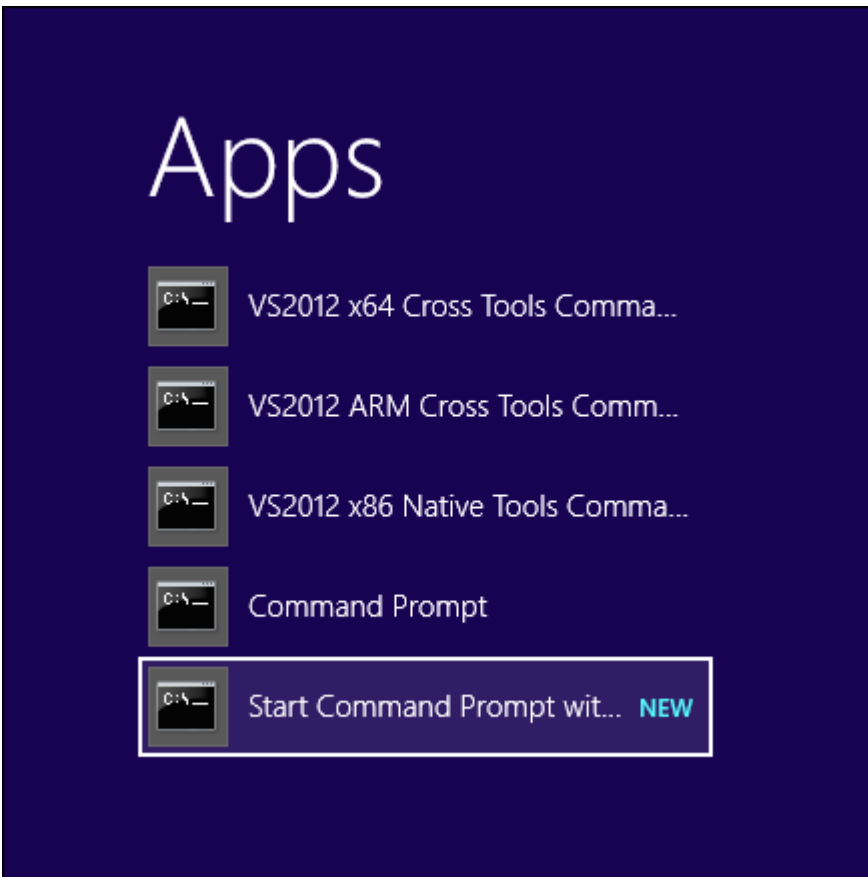 Apps
VS2012 x64 Cross Tools Comma...
VS2012 ARM Cross Tools Comm...
VS2012 x86 Native Tools Comma...
Command Prompt
Start Command Prompt wit... NEW